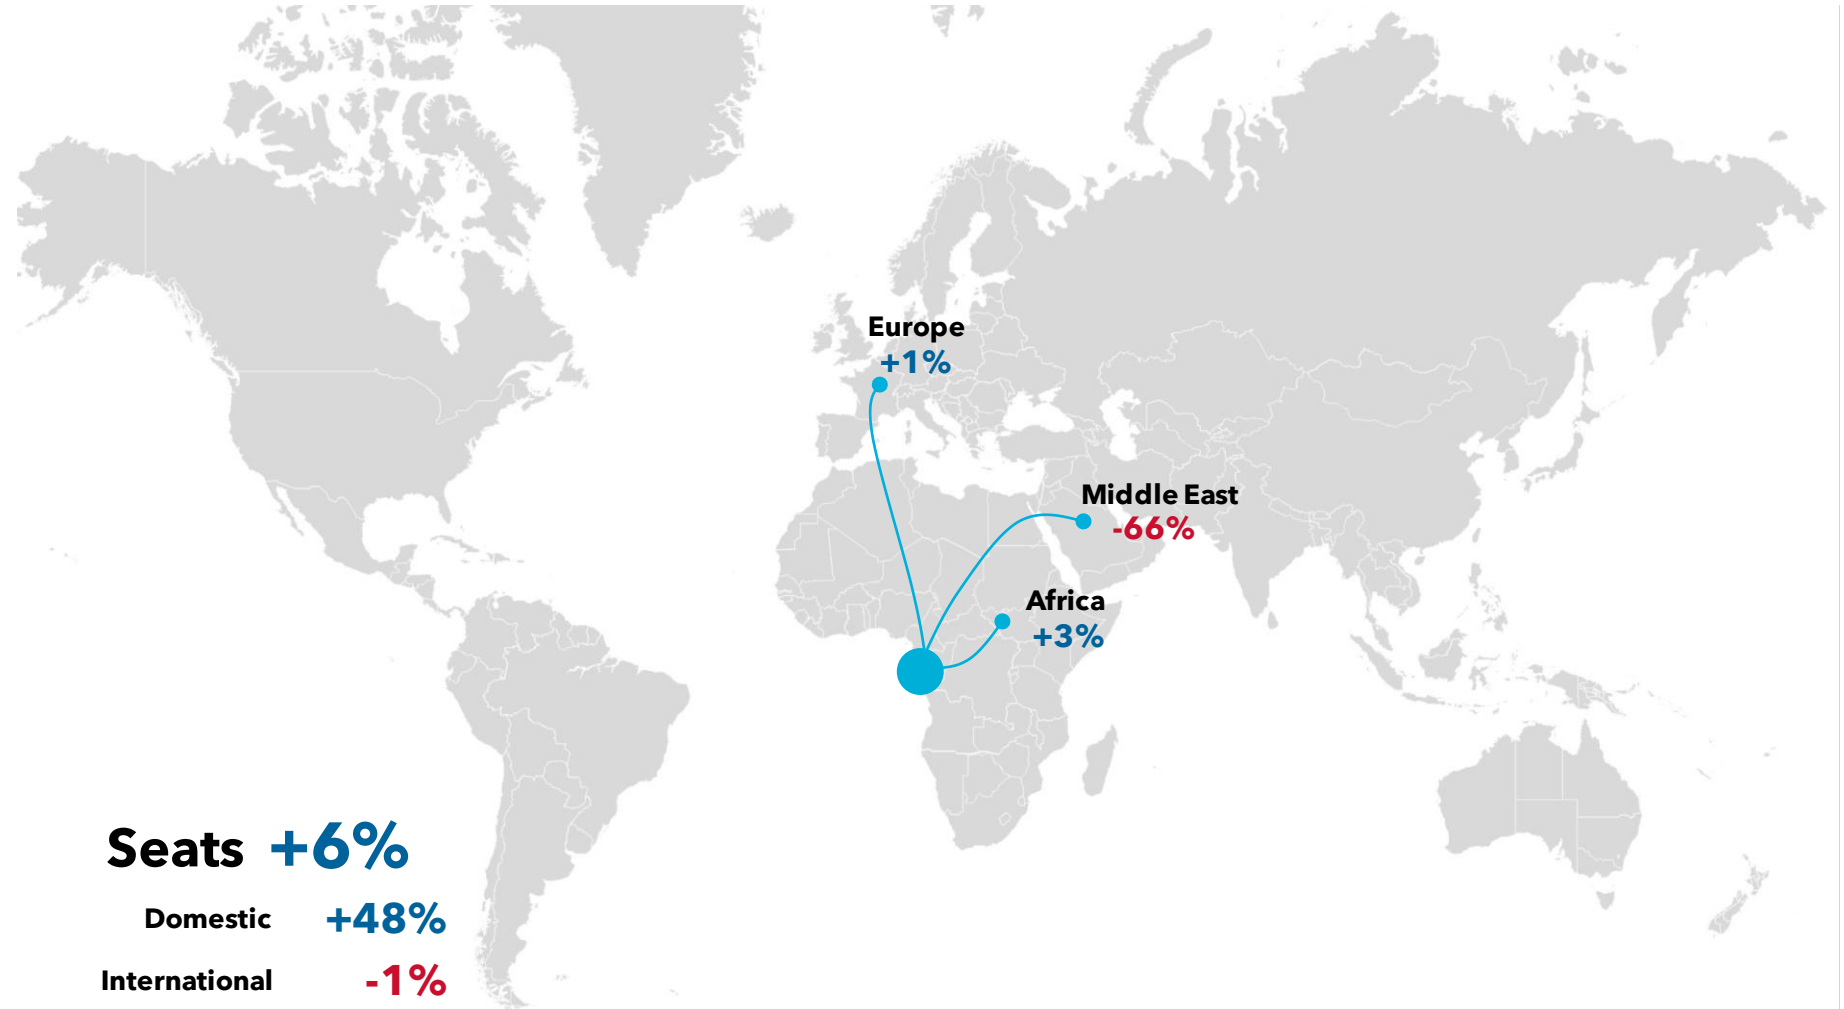 Europe
+1%
Middle East
-66%
Africa
+3%
Seats +6%
Domestic +48%
International -1%